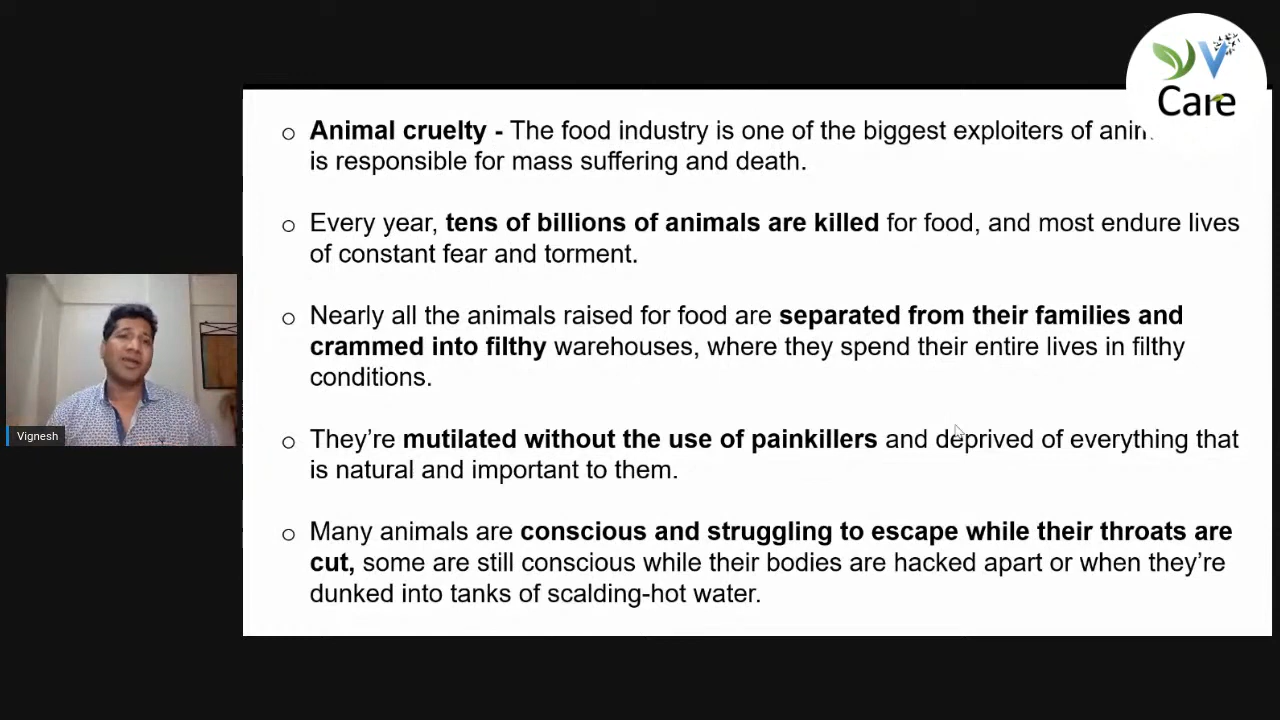 V
Care
Animal cruelty - The food industry is one of the biggest exploiters of
is responsible for mass suffering and death.
Every year, tens of billions of animals are killed for food, and most endure lives
of constant fear and torment.
Nearly all the animals raised for food are separated from their families and
crammed into filthy warehouses, where they spend their entire lives in filthy
conditions.
They’re mutilated without the use of painkillers and deprived of everything that
is natural and important to them.
Many animals are conscious and struggling to escape while their throats are
cut, some are still conscious while their bodies are hacked apart or when they’re
dunked into tanks of scalding-hot water.
Vignesh